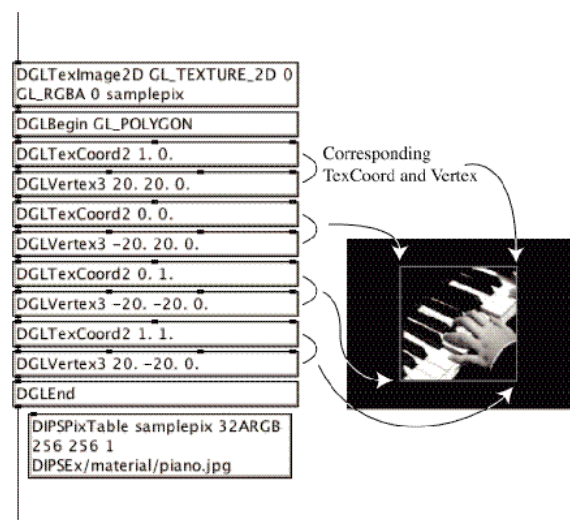 DGLTexImage2D GL_TEXTURE_2D 0
GL_RGBA 0 samplepix
DGLBegin GL_POLYGON
DGLTexCoord2 1. 0.
DGLVertex3 20. 20. 0.
DGLTexCoord2 0. 0.
DGLVertex3 -20. 20. 0.
DGLTexCoord2 0. 1.
DGLVertex3 -20. -20. 0.
DGLTexCoord2 1. 1.
DGLVertex3 20. -20. 0.
DGLEnd
DIPSPixTable samplepix 32ARGB
256 256 1
DIPSEx/material/piano.jpg
Corresponding
TexCoord and Vertex